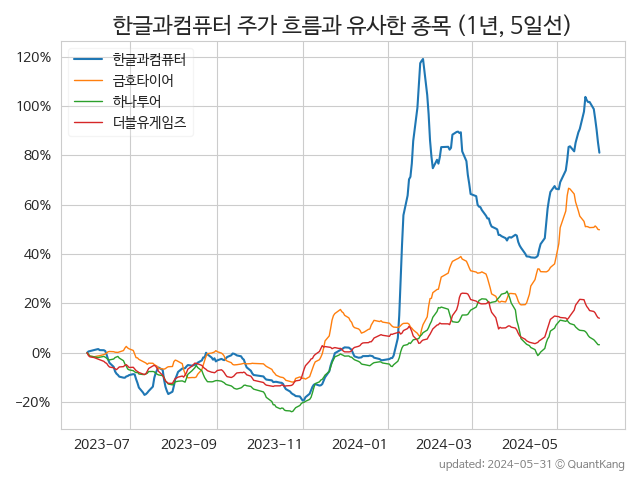 한글과컴퓨터 주가 흐름과 유사한 종목 (1년, 5일선)
한글과컴퓨터
금호타이어
하나투어
더블유게임즈
120%
100%
80%
60%
40%
20%
0%
−20%
2023-07 2023-09 2023-11 2024-01 2024-03 2024-05
updated: 2024-05-31 © QuantKang